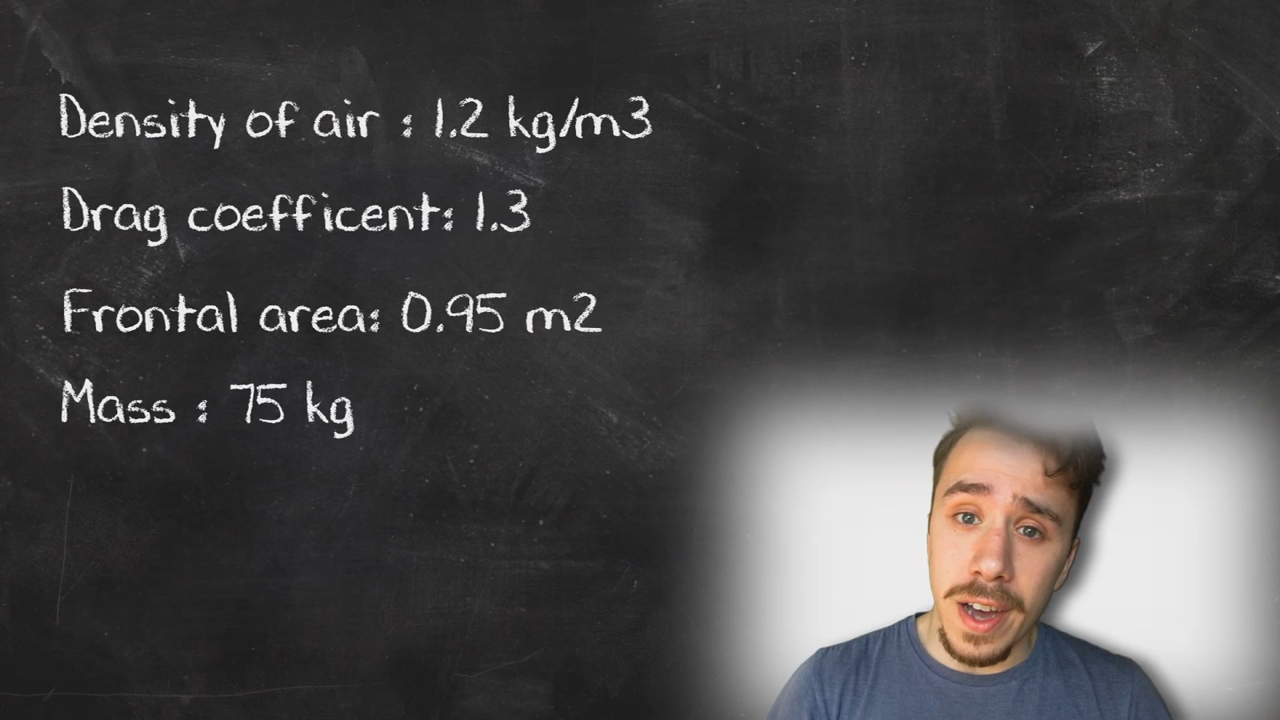 Density of air : 1.2 kg/m3
Drag coefficent: 1.3
Frontal area: 0.95 m2
Mass : 75 kg